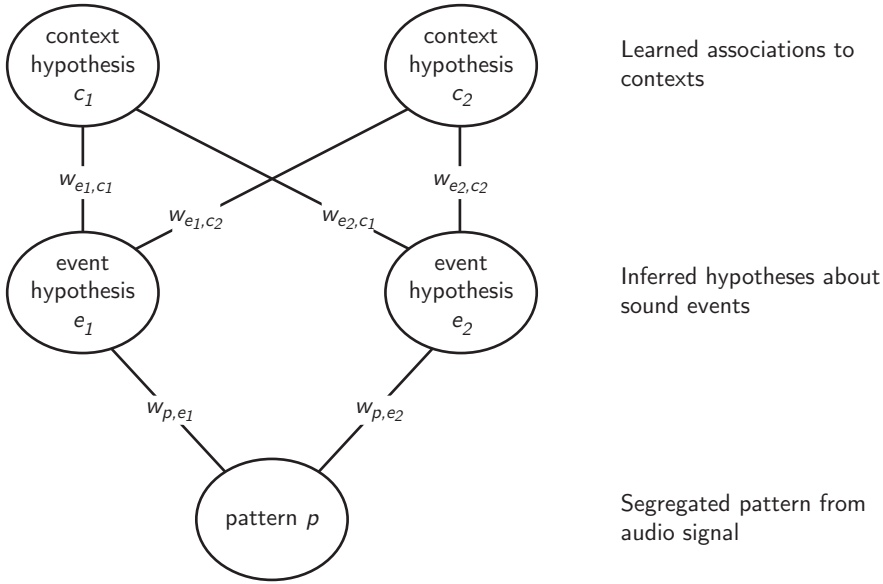 context
hypothesis
c1
context
hypothesis
c2
Learned associations to
contexts
we1,c1
we2,c2
we1,c2
we2,c1
event
hypothesis
e1
event
hypothesis
e2
Inferred hypotheses about
sound events
wp,e1
wp,e2
pattern p
Segregated pattern from
audio signal